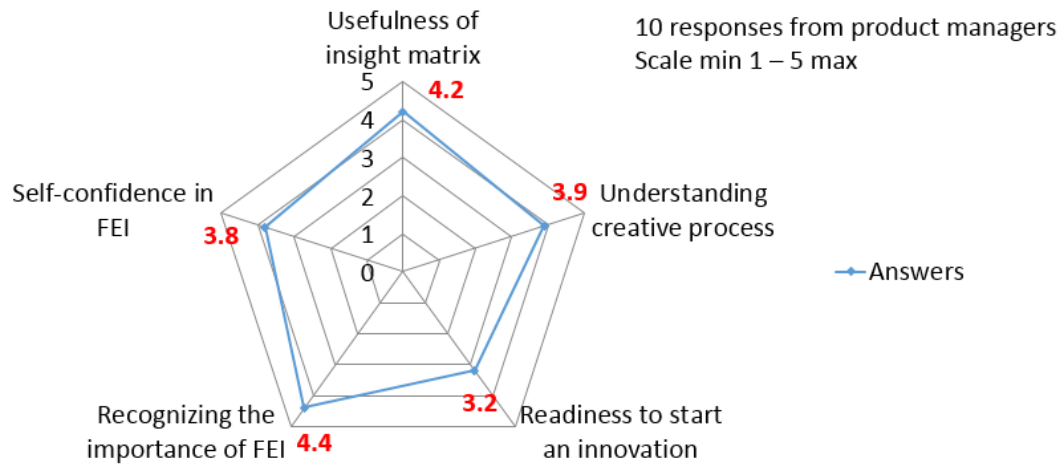 Usefulness of
insight matrix
10 responses from product managers
Scale min 1 – 5 max
5
4.2
4
3
2
1
0
Self-confidence in
FEI
3.8
3.9
Understanding
creative process
Answers
Recognizing the
importance of FEI
4.4
3.2
Readiness to start
an innovation